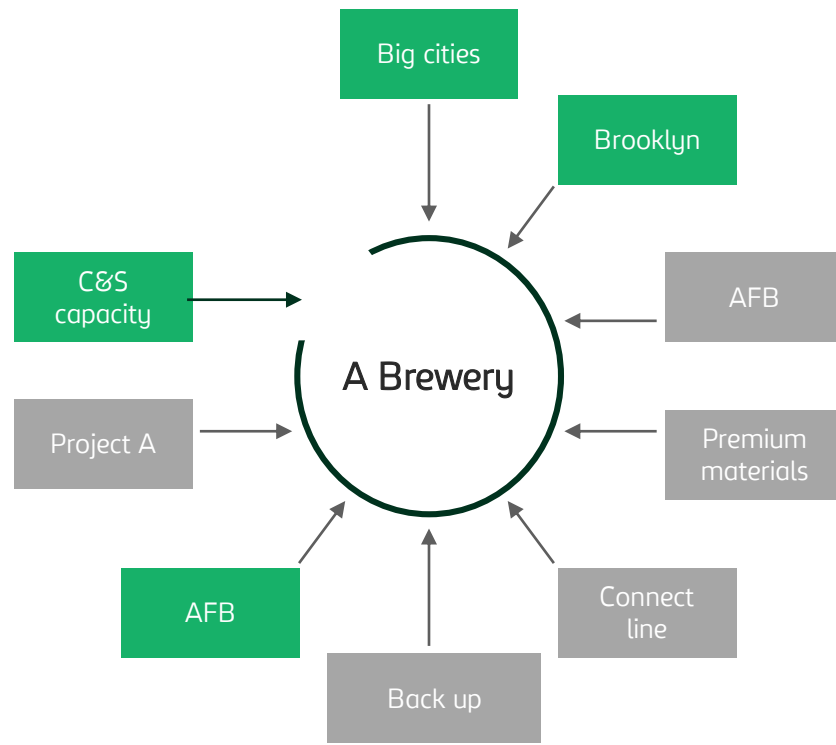 Big cities
Brooklyn
C&S
capacity
AFB
A Brewery
Project A
Premium
materials
AFB
Connect
line
Back up